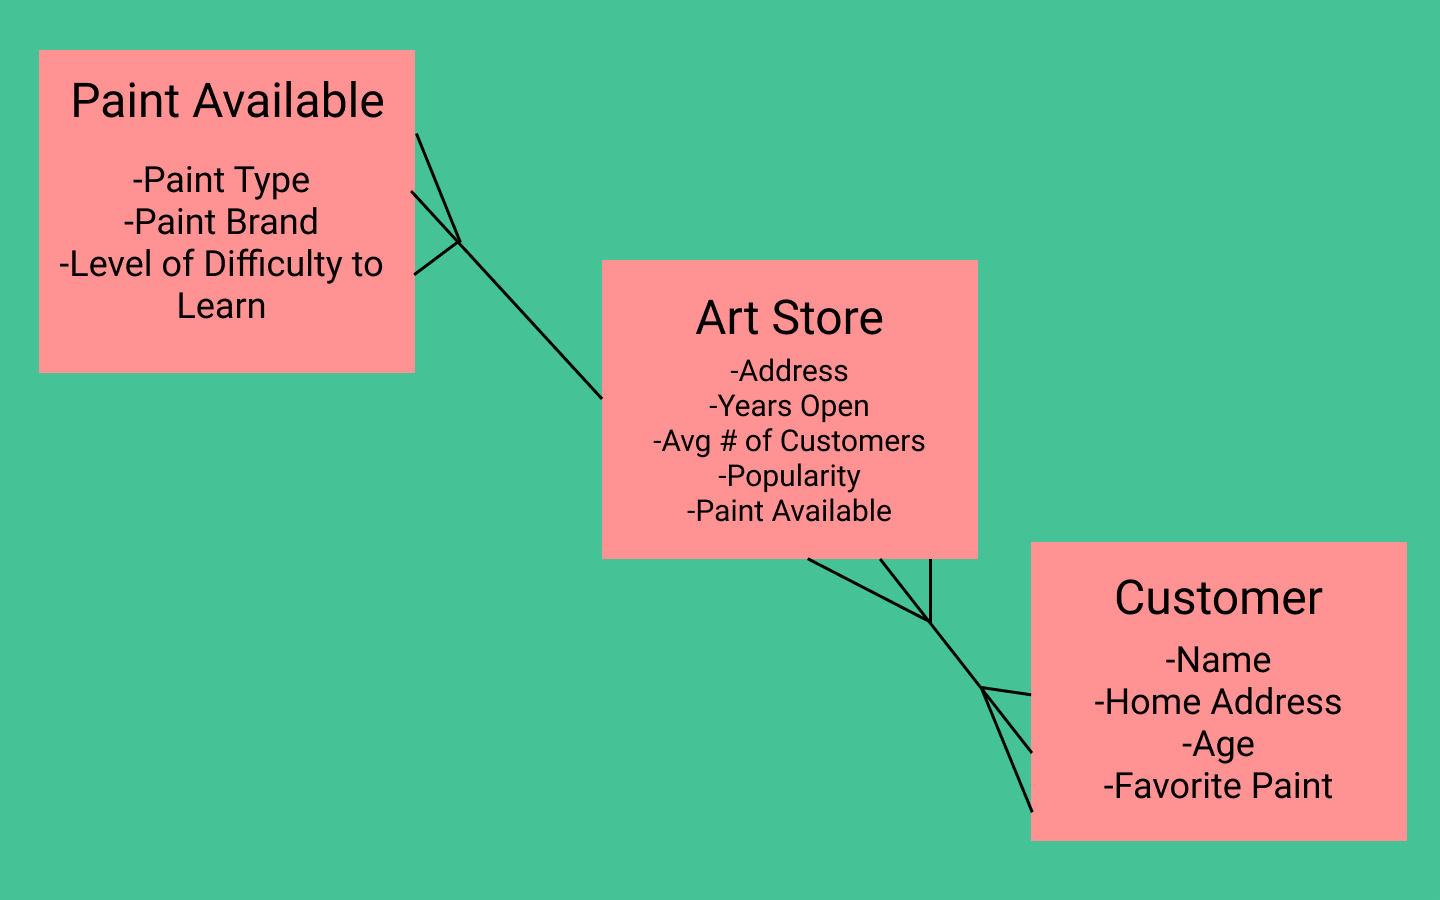 Paint Available
-Paint Type
-Paint Brand
-Level of Difficulty to
Learn
Art Store
-Address
-Years Open
-Avg # of Customers
-Popularity
-Paint Available
Customer
-Name
-Home Address
-Age
-Favorite Paint